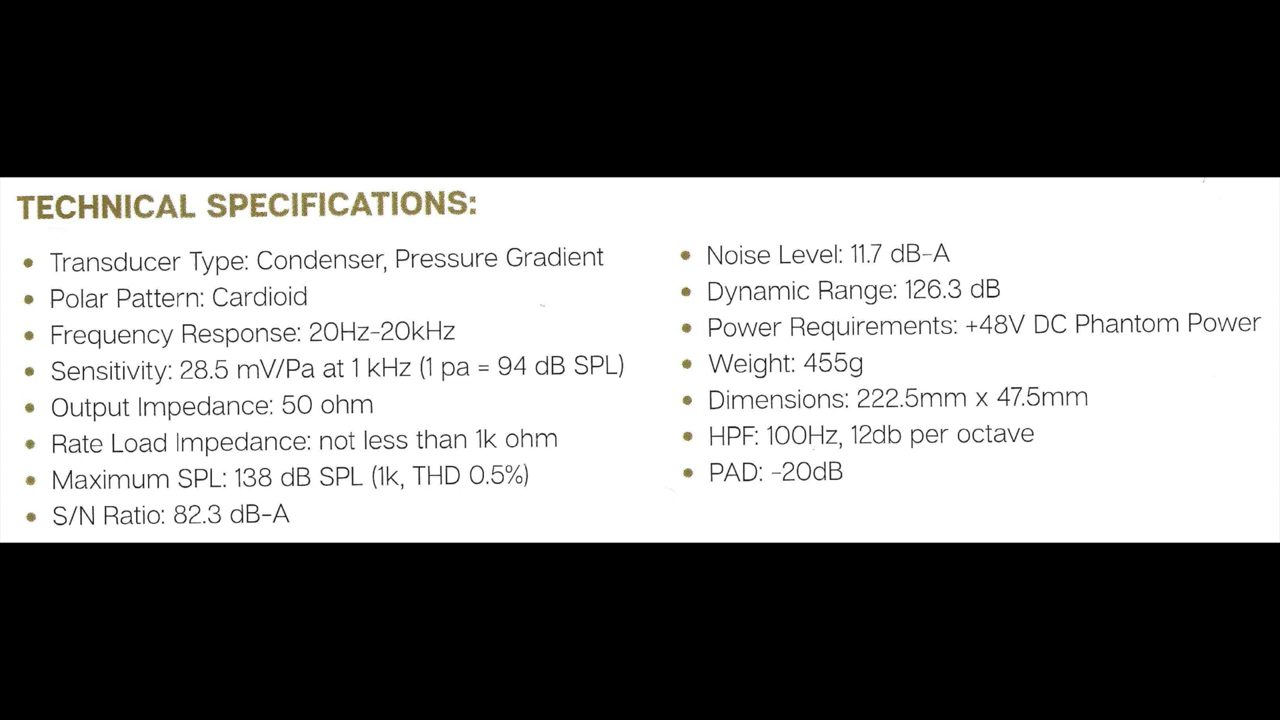 TECHNICAL SPECIFICATIONS:
• Transducer Type: Condenser, Pressure Gradient
• Polar Pattern: Cardioid
• Frequency Response: 20Hz-20kHz
• Sensitivity: 28.5 mV/Pa at 1 kHz (1 pa = 94 dB SPL)
• Output Impedance: 50 ohm
• Rate Load Impedance: not less than 1k ohm
• Maximum SPL: 138 dB SPL (1k, THD 0.5%)
• S/N Ratio: 82.3 dB-A
• Noise Level: 11.7 dB-A
• Dynamic Range: 126.3 dB
• Power Requirements: +48V DC Phantom Power
• Weight: 455g
• Dimensions: 222.5mm x 47.5mm
• HPF: 100Hz, 12db per octave
• PAD: -20dB